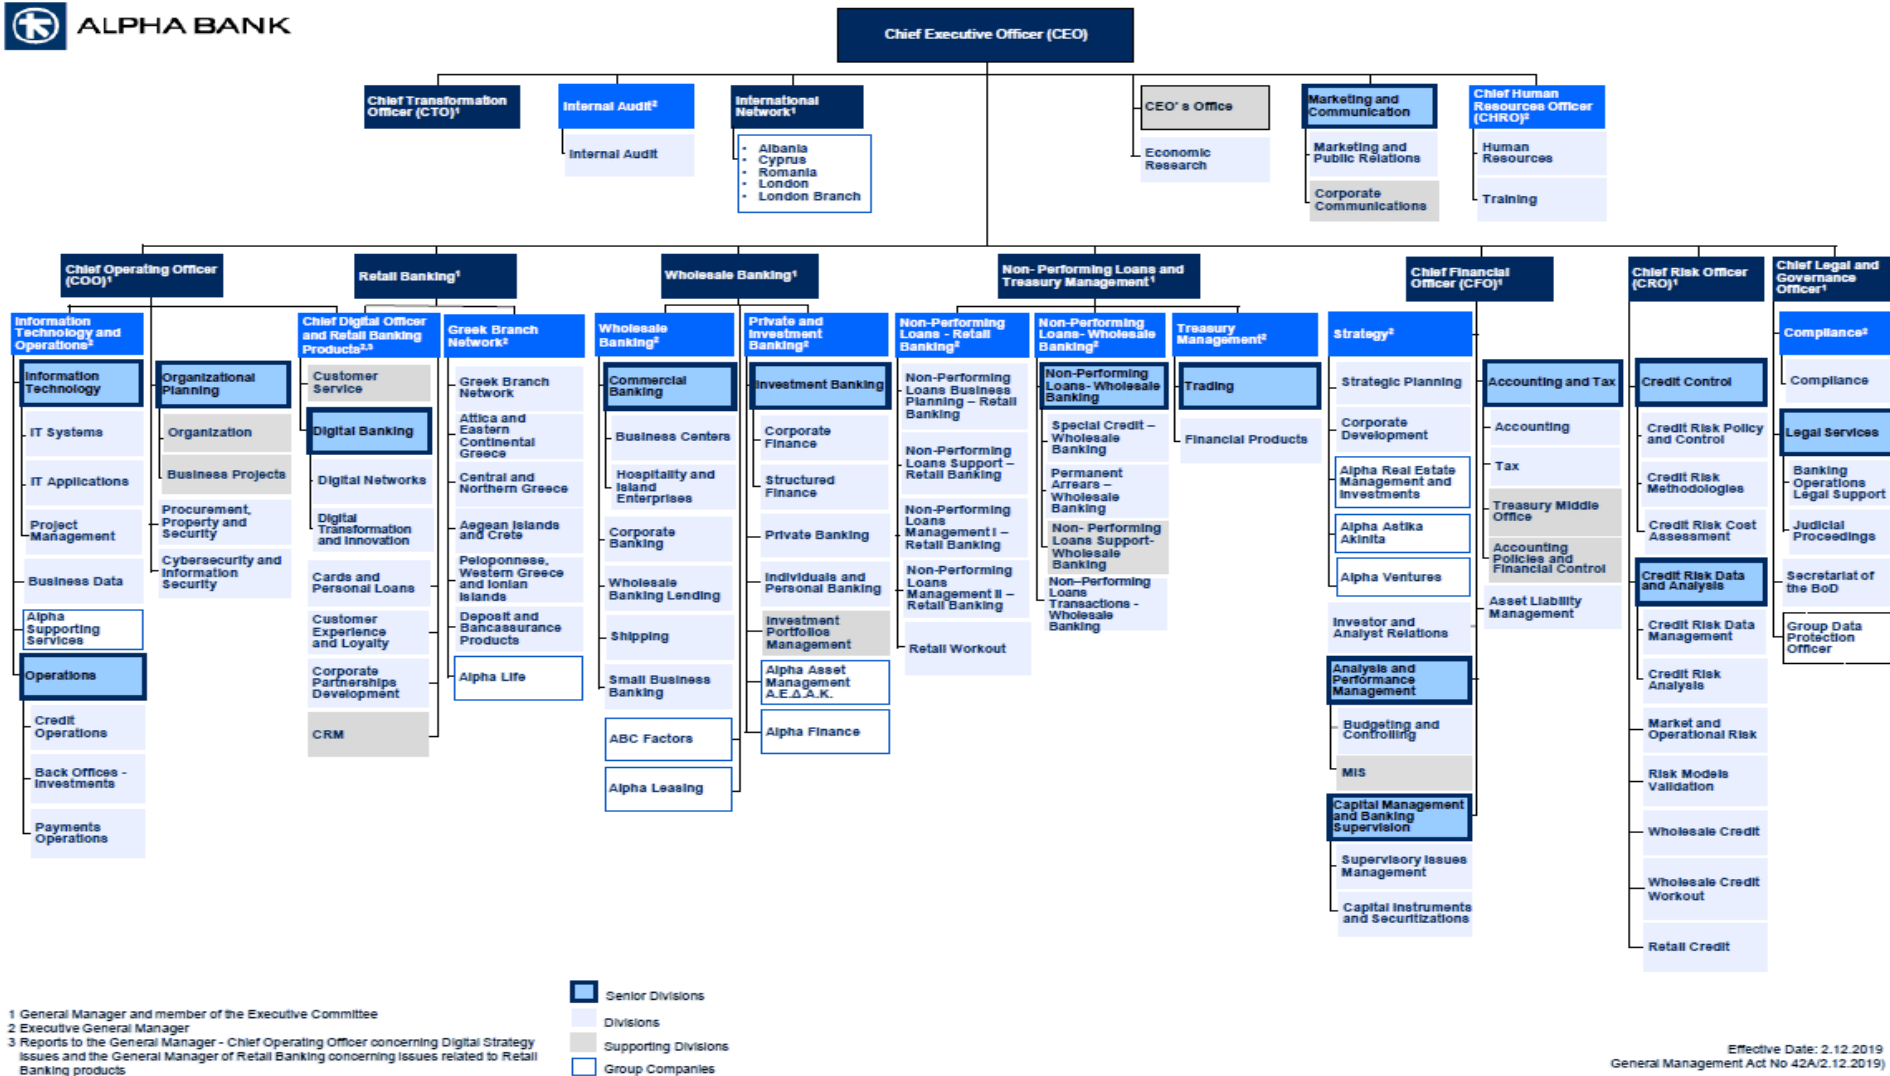 ALPHA BANK
Chief Executive Officer (CEO)
Chief Transformation
Officer (CTO)¹
Internal Audit²
Internal Audit
International
Network¹
• Albania
• Cyprus
• Romania
• London
• London Branch
CEO' s Office
Economic
Research
Marketing and
Communication
Marketing and
Public Relations
Corporate
Communications
Chief Human
Resources Officer
(CHRO)²
Human
Resources
Training
Chief Operating Officer
(COO)¹
Information
Technology and
Operations²
Information
Technology
IT Systems
IT Applications
Project
Management
Business Data
Alpha
Supporting
Services
Operations
Credit
Operations
Back Offices -
Investments
Payments
Operations
Organizational
Planning
Organization
Business Projects
Procurement,
Property and
Security
Cybersecurity and
Information
Security
Retail Banking¹
Chief Digital Officer
and Retail Banking
Products²,³
Customer
Service
Digital Banking
Digital Networks
Digital
Transformation
and Innovation
Cards and
Personal Loans
Customer
Experience
and Loyalty
Corporate
Partnerships
Development
CRM
Greek Branch
Network²
Greek Branch
Network
Attica and
Eastern
Continental
Greece
Central and
Northern Greece
Aegean Islands
and Crete
Peloponnese,
Western Greece
and Ionian
Islands
Deposit and
Bancassurance
Products
Alpha Life
Wholesale Banking¹
Wholesale
Banking²
Commercial
Banking
Business Centers
Hospitality and
Island
Enterprises
Corporate
Banking
Wholesale
Banking Lending
Shipping
Small Business
Banking
ABC Factors
Alpha Leasing
Private and
Investment
Banking²
Investment Banking
Corporate
Finance
Structured
Finance
Private Banking
Individuals and
Personal Banking
Investment
Portfolios
Management
Alpha Asset
Management
Α.Ε.Δ.Α.Κ.
Alpha Finance
Non- Performing Loans and
Treasury Management¹
Non-Performing
Loans - Retail
Banking²
Non-Performing
Loans Business
Planning – Retail
Banking
Non-Performing
Loans Support –
Retail Banking
Non-Performing
Loans
Management I –
Retail Banking
Non-Performing
Loans
Management II –
Retail Banking
Retail Workout
Non-Performing
Loans- Wholesale
Banking²
Non-Performing
Loans- Wholesale
Banking
Special Credit –
Wholesale
Banking
Permanent
Arrears –
Wholesale
Banking
Non- Performing
Loans Support-
Wholesale
Banking
Non–Performing
Loans
Transactions -
Wholesale
Banking
Treasury
Management²
Trading
Financial Products
Chief Financial
Officer (CFO)¹
Strategy²
Strategic Planning
Corporate
Development
Alpha Real Estate
Management and
Investments
Alpha Astika
Akinita
Alpha Ventures
Investor and
Analyst Relations
Analysis and
Performance
Management
Budgeting and
Controlling
MIS
Capital Management
and Banking
Supervision
Supervisory Issues
Management
Capital Instruments
and Securitizations
Accounting and Tax
Accounting
Tax
Treasury Middle
Office
Accounting
Policies and
Financial Control
Asset Liability
Management
Chief Risk Officer
(CRO)¹
Credit Control
Credit Risk Policy
and Control
Credit Risk
Methodologies
Credit Risk Cost
Assessment
Credit Risk Data
and Analysis
Credit Risk Data
Management
Credit Risk
Analysis
Market and
Operational Risk
Risk Models
Validation
Wholesale Credit
Wholesale Credit
Workout
Retail Credit
Chief Legal and
Governance
Officer¹
Compliance²
Compliance
Legal Services
Banking
Operations
Legal Support
Judicial
Proceedings
Secretariat of
the BoD
Group Data
Protection
Officer
1 General Manager and member of the Executive Committee
2 Executive General Manager
3 Reports to the General Manager - Chief Operating Officer concerning Digital Strategy
Issues and the General Manager of Retail Banking concerning issues related to Retail
Banking products
Senior Divisions
Divisions
Supporting Divisions
Group Companies
Effective Date: 2.12.2019
General Management Act No 42A/2.12.2019)